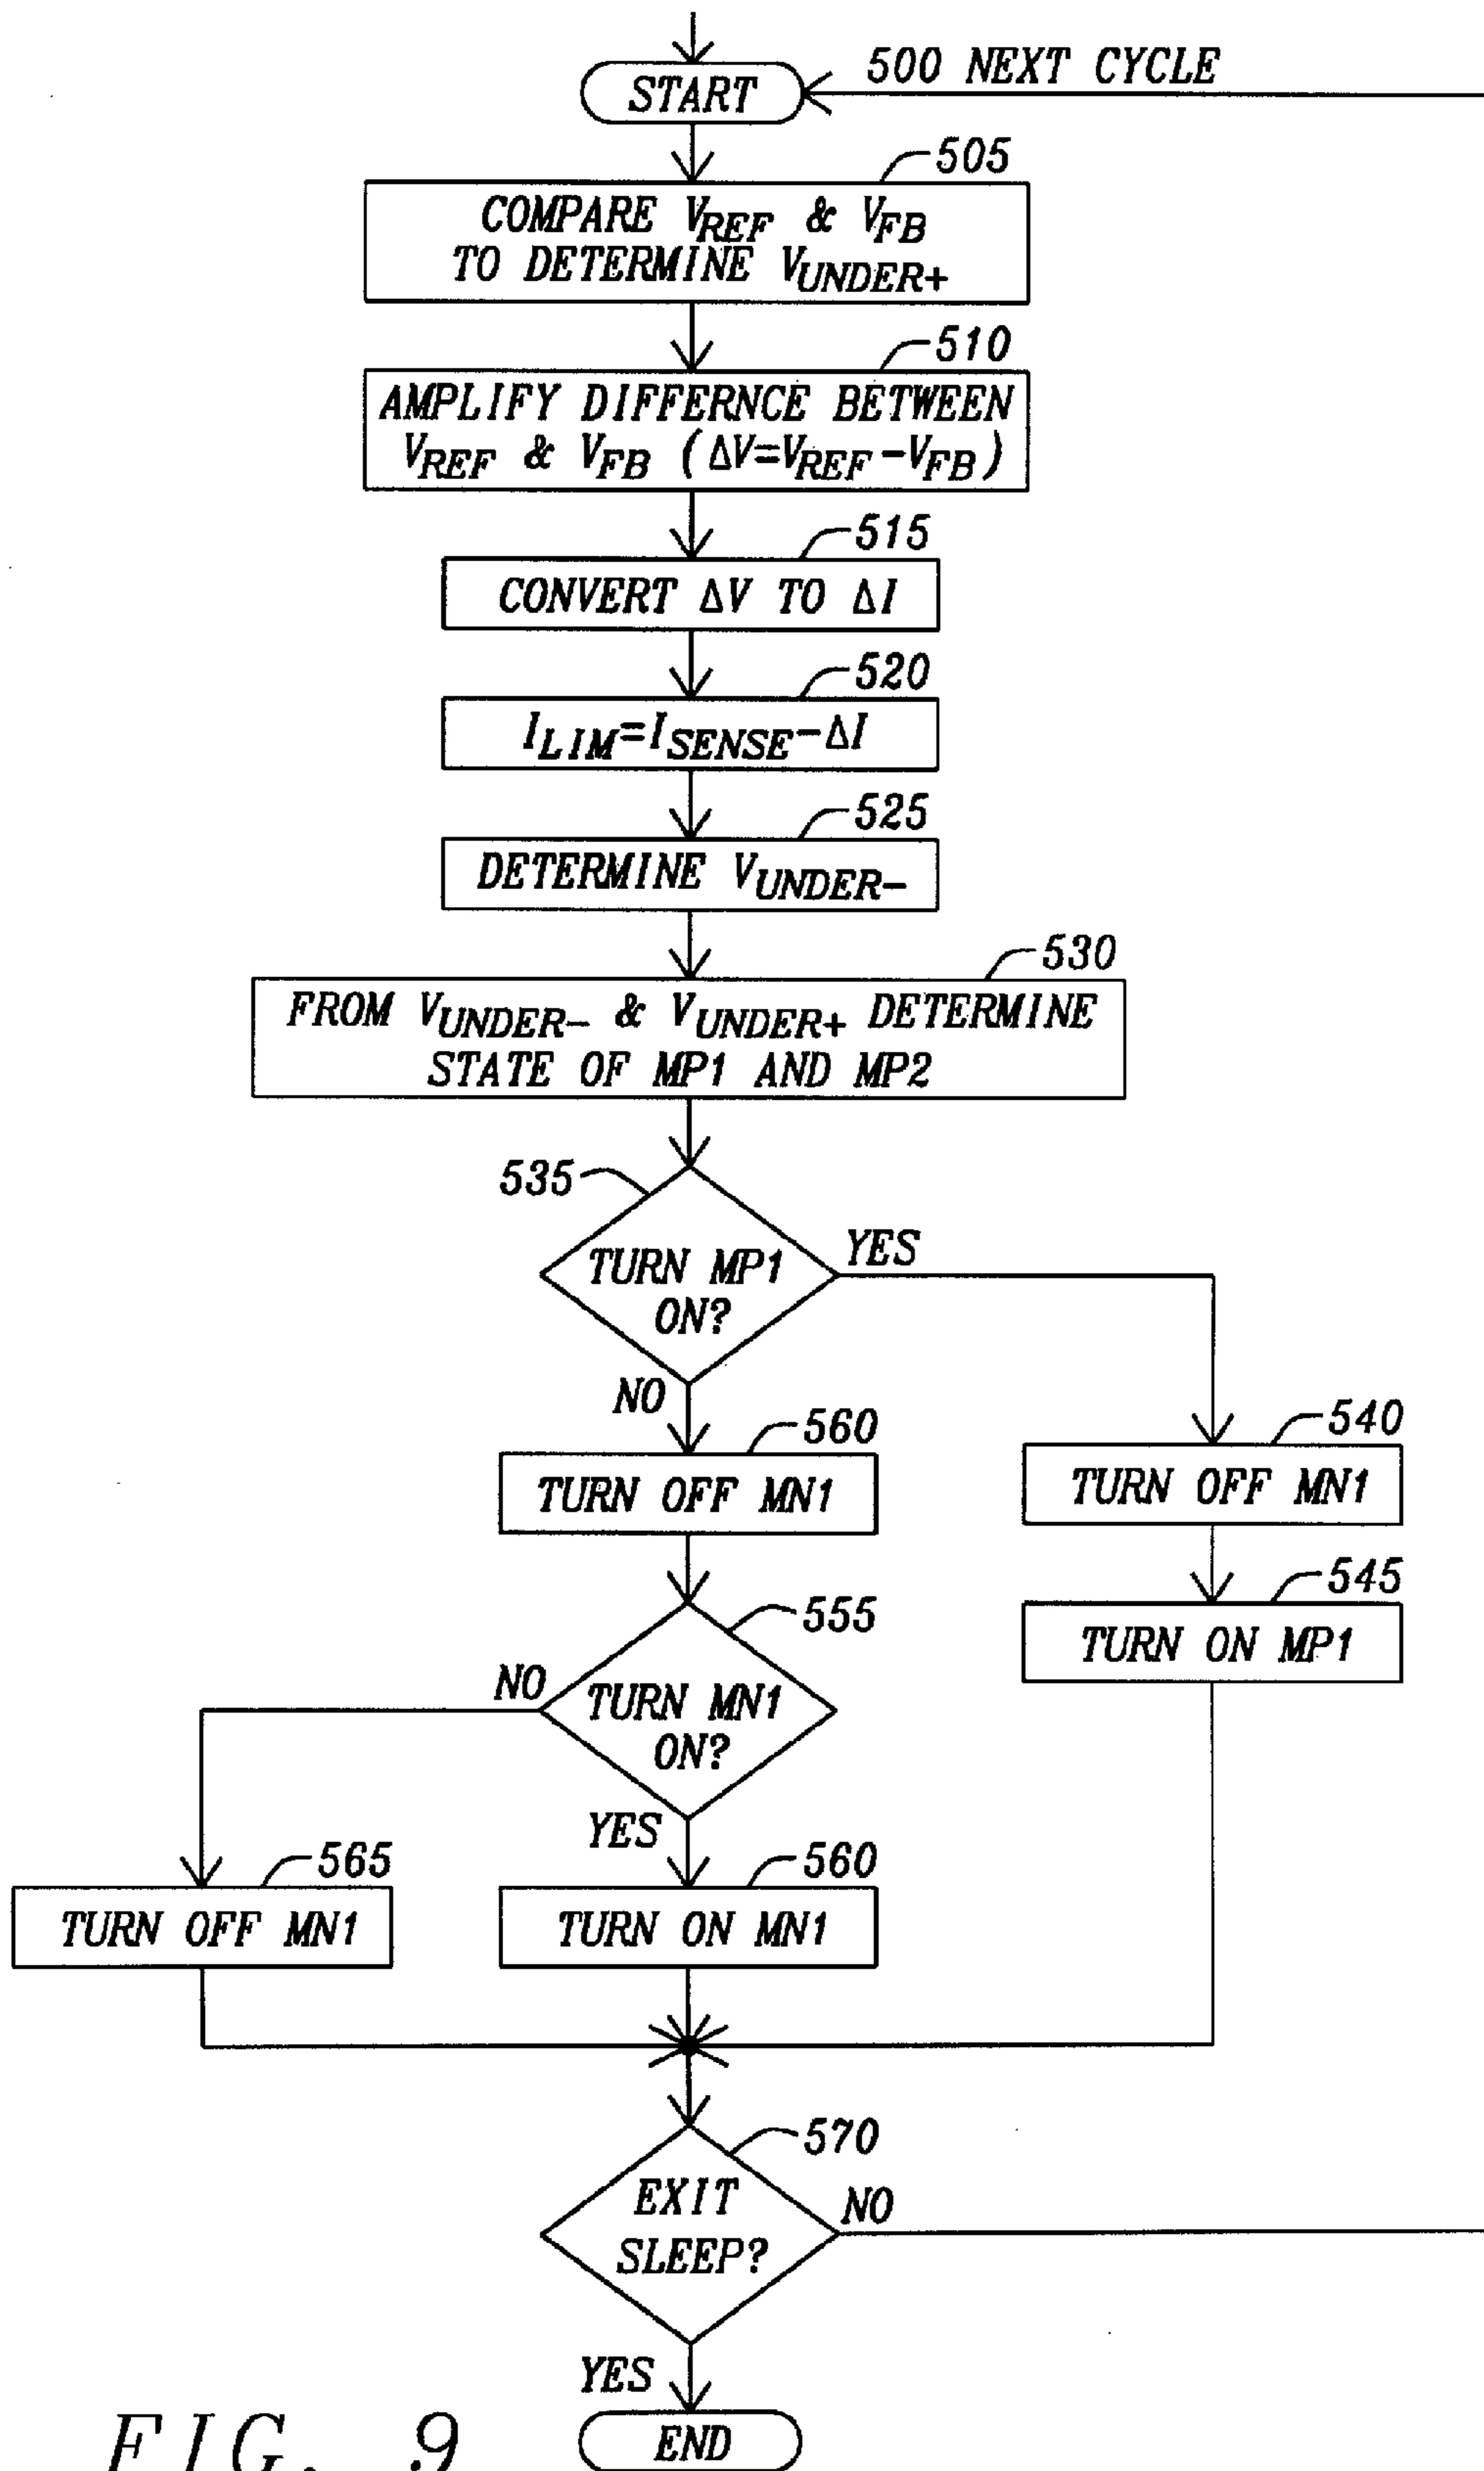 500 NEXT CYCLE
START
505
COMPARE VREF & VFB
TO DETERMINE VUNDER+
510
AMPLIFY DIFFERNCE BETWEEN
VREF & VFB (ΔV=VREF-VFB)
515
CONVERT ΔV TO ΔI
520
ILIM=ISENSE-ΔI
525
DETERMINE VUNDER-
530
FROM VUNDER- & VUNDER+ DETERMINE
STATE OF MP1 AND MP2
535
TURN MP1
ON?
YES
NO
560
TURN OFF MN1
540
TURN OFF MN1
545
TURN ON MP1
555
TURN MN1
ON?
NO
YES
565
TURN OFF MN1
560
TURN ON MN1
570
EXIT
SLEEP?
NO
YES
END
FIG. 9